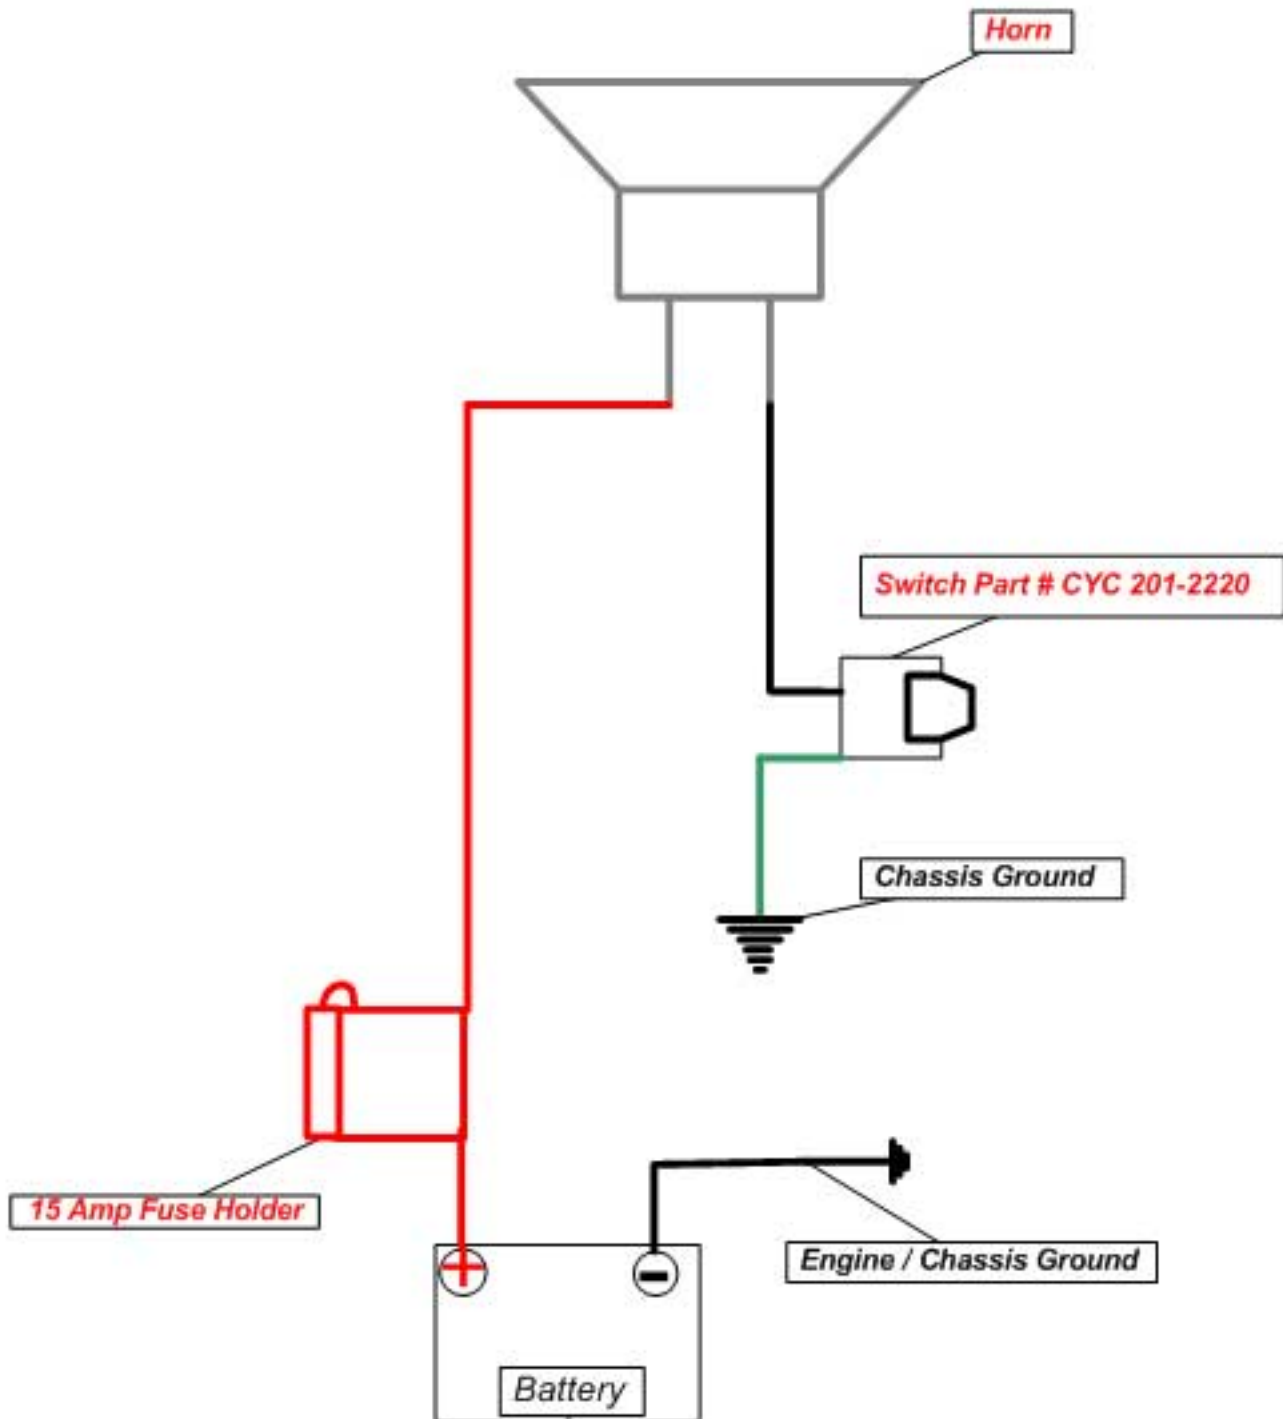 Horn
Switch Part # CYC 201-2220
Chassis Ground
15 Amp Fuse Holder
Engine / Chassis Ground
+
-
Battery